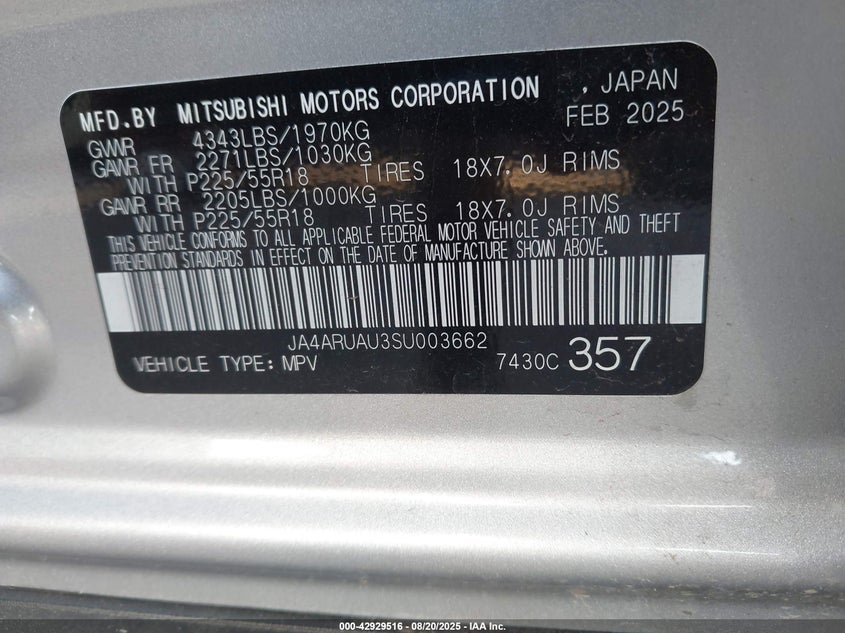 MFD.BY MITSUBISHI MOTORS CORPORATION , JAPAN
FEB 2025
GVWR 4343LBS/1970KG
GAWR FR 2271LBS/1030KG
WITH P225/55R18 TIRES 18X7.0J RIMS
GAWR RR 2205LBS/1000KG
WITH P225/55R18 TIRES 18X7.0J RIMS
THIS VEHICLE CONFORMS TO ALL APPLICABLE FEDERAL MOTOR VEHICLE SAFETY AND THEFT
PREVENTION STANDARDS IN EFFECT ON THE DATE OF MANUFACTURE SHOWN ABOVE.
JA4ARUAU3SU003662
VEHICLE TYPE: MPV 7430C 357
000-42929516 - 08/20/2025 - IAA Inc.